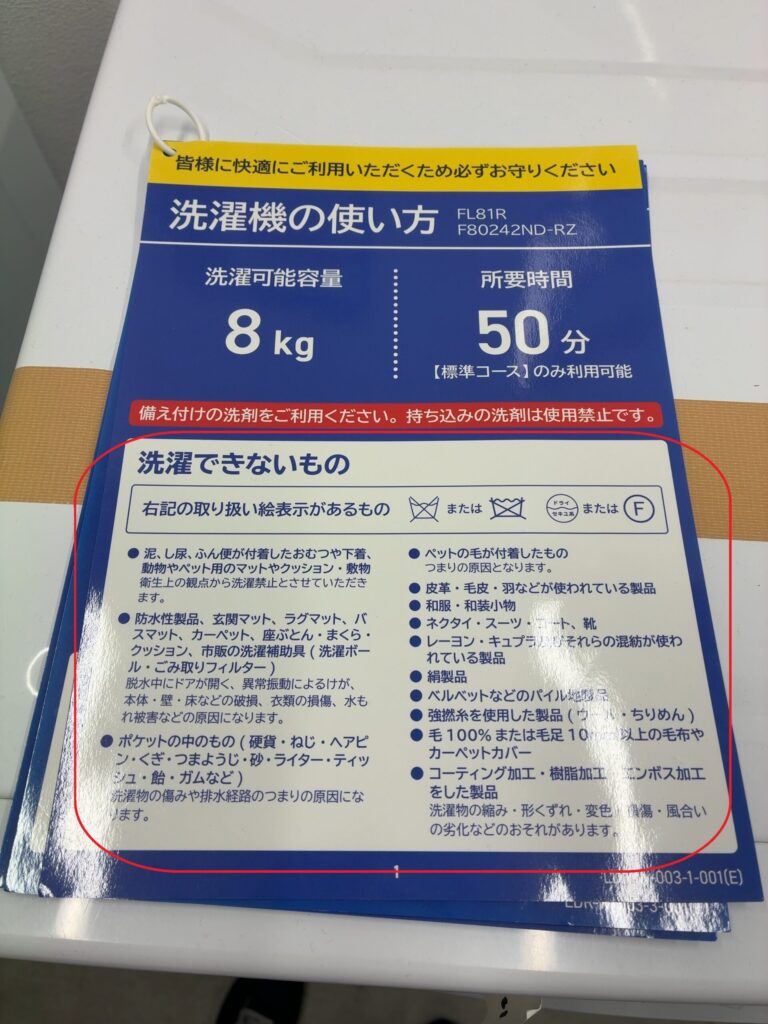 皆様に快適にご利用いただくため必ずお守りください
洗濯機の使い方 FL81R
F80242ND-RZ
洗濯可能容量
8 kg
所要時間
50 分
【標準コース】のみ利用可能
備え付けの洗剤をご利用ください。持ち込みの洗剤は使用禁止です。
洗濯できないもの
右記の取り扱い絵表示があるもの または ドライ セキユ系 または F
● 泥、し尿、ふん便が付着したおむつや下着、
動物やペット用のマットやクッション・敷物
衛生上の観点から洗濯禁止とさせていただき
ます。
● 防水性製品、玄関マット、ラグマット、バ
スマット、カーペット、座ぶとん・まくら・
クッション、市販の洗濯補助具(洗濯ボー
ル・ごみ取りフィルター)
脱水中にドアが開く、異常振動によるけが、
本体・壁・床などの破損、衣類の損傷、水も
れ被害などの原因になります。
● ポケットの中のもの(硬貨・ねじ・ヘアピ
ン・くぎ・つまようじ・砂・ライター・ティッ
シュ・飴・ガムなど)
洗濯物の傷みや排水経路のつまりの原因にな
ります。
● ペットの毛が付着したもの
つまりの原因となります。
● 皮革・毛皮・羽などが使われている製品
● 和服・和装小物
● ネクタイ・スーツ・コート、靴
● レーヨン・キュプラ及びそれらの混紡が使わ
れている製品
● 絹製品
● ベルベットなどのパイル地製品
● 強撚糸を使用した製品(ウール・ちりめん)
● 毛100%または毛足10mm以上の毛布や
カーペットカバー
● コーティング加工・樹脂加工・エンボス加工
をした製品
洗濯物の縮み・形くずれ・変色・損傷・風合い
の劣化などのおそれがあります。
1
003-1-001(E)